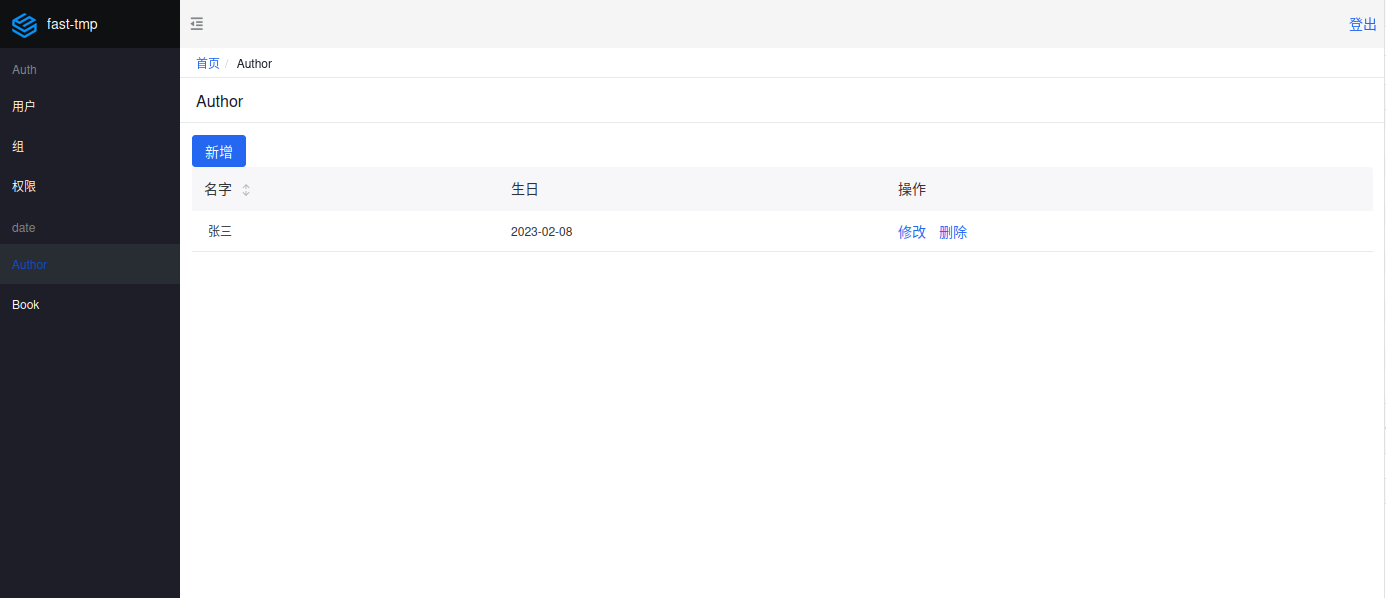 fast-tmp
登出
Auth
用户
组
权限
date
Author
Book
首页 / Author
Author
新增
名字 生日 操作
张三 2023-02-08 修改 删除